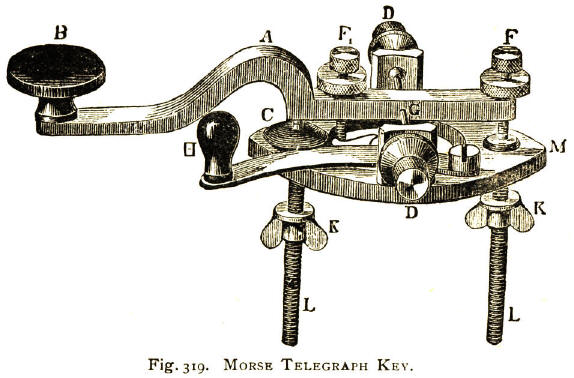 B A D F
C G
H M
D K K
L L
Fig. 319. MORSE TELEGRAPH KEY.